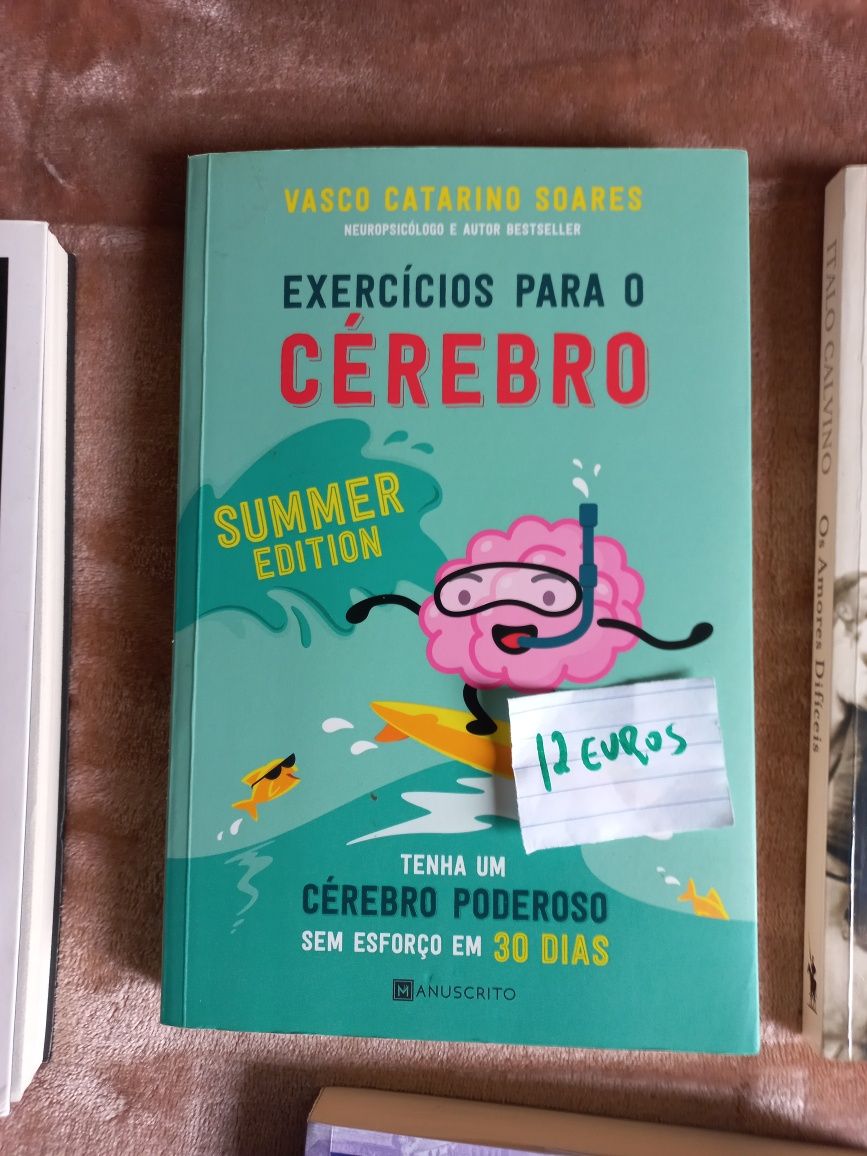 VASCO CATARINO SOARES
NEUROPSICÓLOGO E AUTOR BESTSELLER
EXERCÍCIOS PARA O
CÉREBRO
SUMMER
EDITION
12 EUROS
TENHA UM
CÉREBRO PODEROSO
SEM ESFORÇO EM 30 DIAS
MANUSCRITO
ITALO CALVINO Os Amores Difíceis